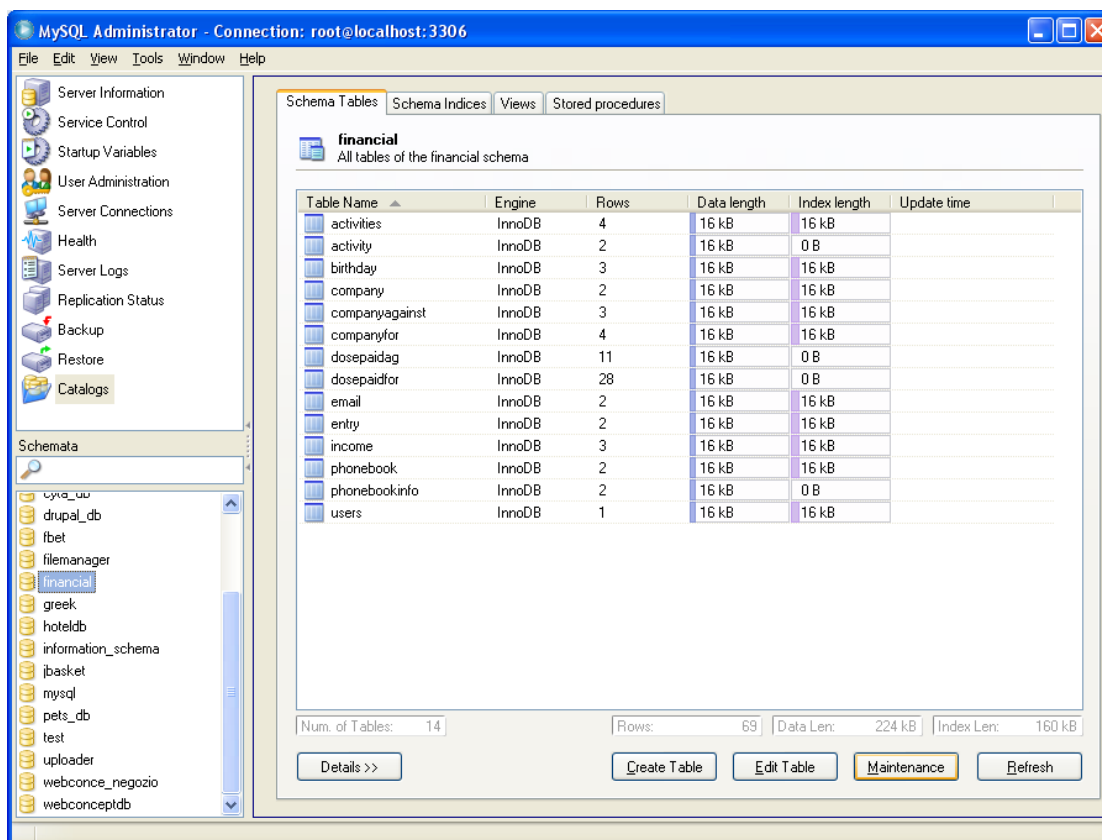 MySQL Administrator - Connection: root@localhost:3306
File Edit View Tools Window Help
Server Information
Service Control
Startup Variables
User Administration
Server Connections
Health
Server Logs
Replication Status
Backup
Restore
Catalogs
Schemata
drupal_db
fbet
filemanager
financial
greek
hoteldb
information_schema
jbasket
mysql
pets_db
test
uploader
webconce_negozio
webconceptdb
Schema Tables Schema Indices Views Stored procedures
financial
All tables of the financial schema
Table Name Engine Rows Data length Index length Update time
activities InnoDB 4 16 kB 16 kB
activity InnoDB 2 16 kB 0 B
birthday InnoDB 3 16 kB 16 kB
company InnoDB 2 16 kB 16 kB
companyagainst InnoDB 3 16 kB 16 kB
companyfor InnoDB 4 16 kB 16 kB
dosepaidag InnoDB 11 16 kB 0 B
dosepaidfor InnoDB 28 16 kB 0 B
email InnoDB 2 16 kB 16 kB
entry InnoDB 2 16 kB 16 kB
income InnoDB 3 16 kB 16 kB
phonebook InnoDB 2 16 kB 16 kB
phonebookinfo InnoDB 2 16 kB 0 B
users InnoDB 1 16 kB 16 kB
Num. of Tables: 14 Rows: 69 Data Len: 224 kB Index Len: 160 kB
Details >> Create Table Edit Table Maintenance Refresh